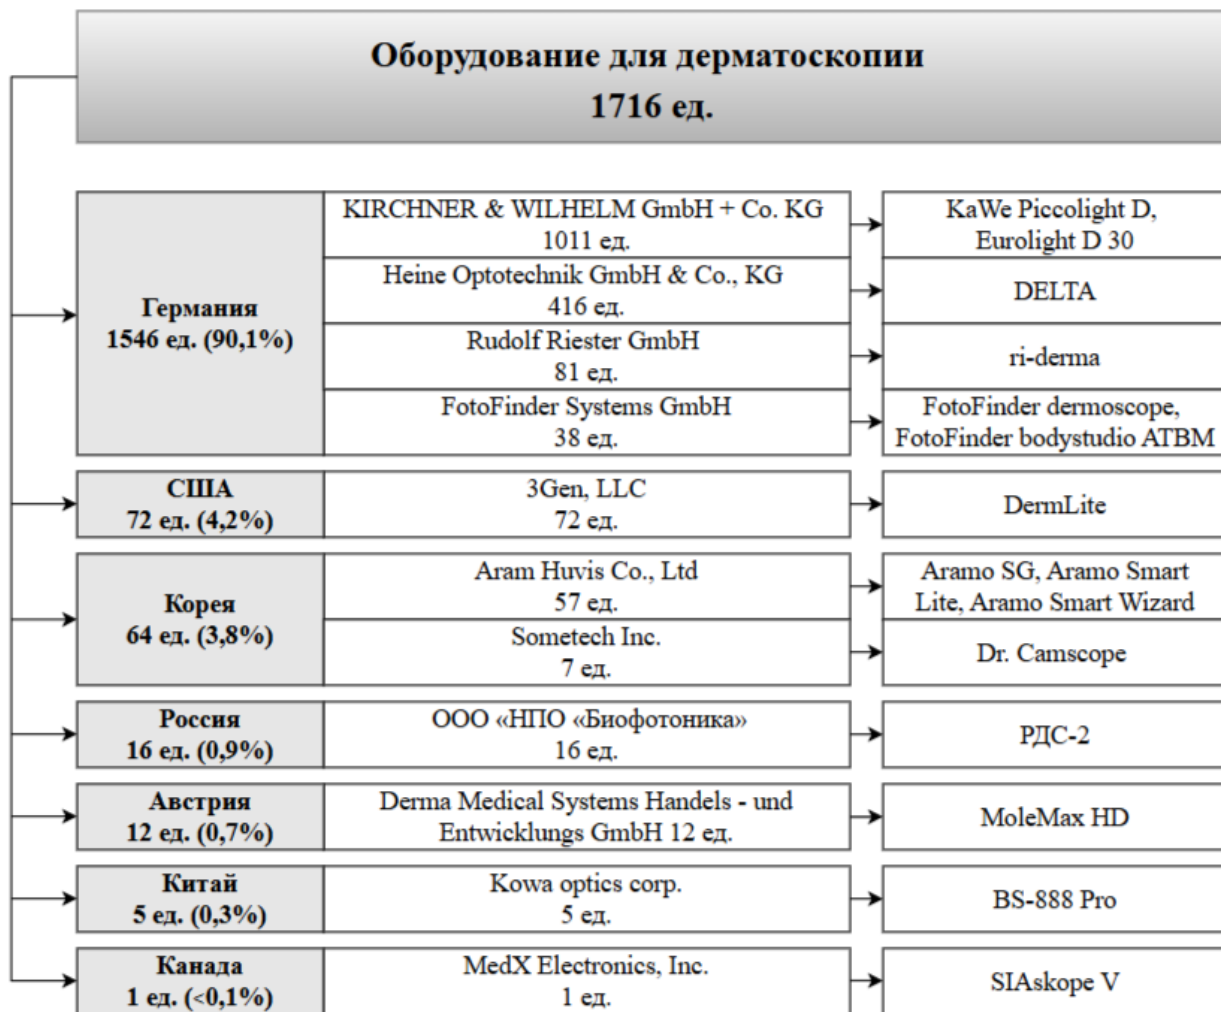 Оборудование для дерматоскопии
1716 ед.
Германия
1546 ед. (90,1%)
KIRCHNER & WILHELM GmbH + Co. KG
1011 ед.
KaWe Piccolight D,
Eurolight D 30
Heine Optotechnik GmbH & Co., KG
416 ед.
DELTA
Rudolf Riester GmbH
81 ед.
ri-derma
FotoFinder Systems GmbH
38 ед.
FotoFinder dermoscope,
FotoFinder bodystudio ATBM
США
72 ед. (4,2%)
3Gen, LLC
72 ед.
DermLite
Корея
64 ед. (3,8%)
Aram Huvis Co., Ltd
57 ед.
Aramo SG, Aramo Smart
Lite, Aramo Smart Wizard
Sometech Inc.
7 ед.
Dr. Camscope
Россия
16 ед. (0,9%)
ООО «НПО «Биофотоника»
16 ед.
РДС-2
Австрия
12 ед. (0,7%)
Derma Medical Systems Handels - und
Entwicklungs GmbH 12 ед.
MoleMax HD
Китай
5 ед. (0,3%)
Kowa optics corp.
5 ед.
BS-888 Pro
Канада
1 ед. (<0,1%)
MedX Electronics, Inc.
1 ед.
SIAskope V